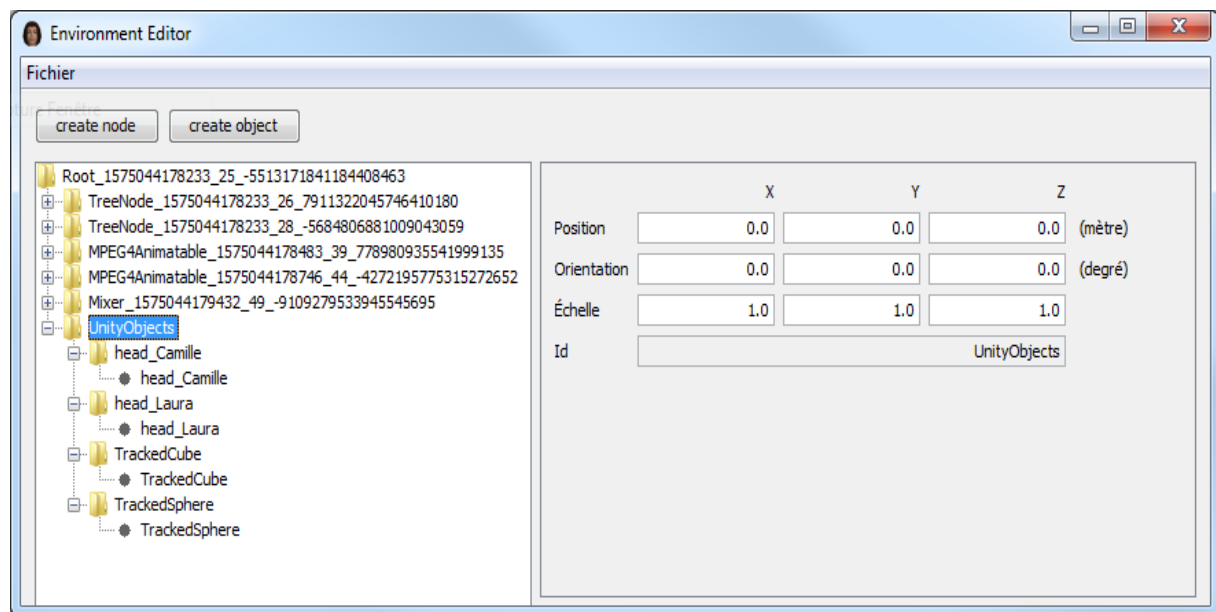 Environment Editor
Fichier
ture Fenêtre
create node create object
Root_1575044178233_25_-5513171841184408463
TreeNode_1575044178233_26_7911322045746410180
TreeNode_1575044178233_28_-5684806881009043059
MPEG4Animatable_1575044178483_39_778980935541999135
MPEG4Animatable_1575044178746_44_-4272195775315272652
Mixer_1575044179432_49_-9109279533945545695
UnityObjects
head_Camille
head_Camille
head_Laura
head_Laura
TrackedCube
TrackedCube
TrackedSphere
TrackedSphere
X Y Z
Position 0.0 0.0 0.0 (mètre)
Orientation 0.0 0.0 0.0 (degré)
Échelle 1.0 1.0 1.0
Id UnityObjects